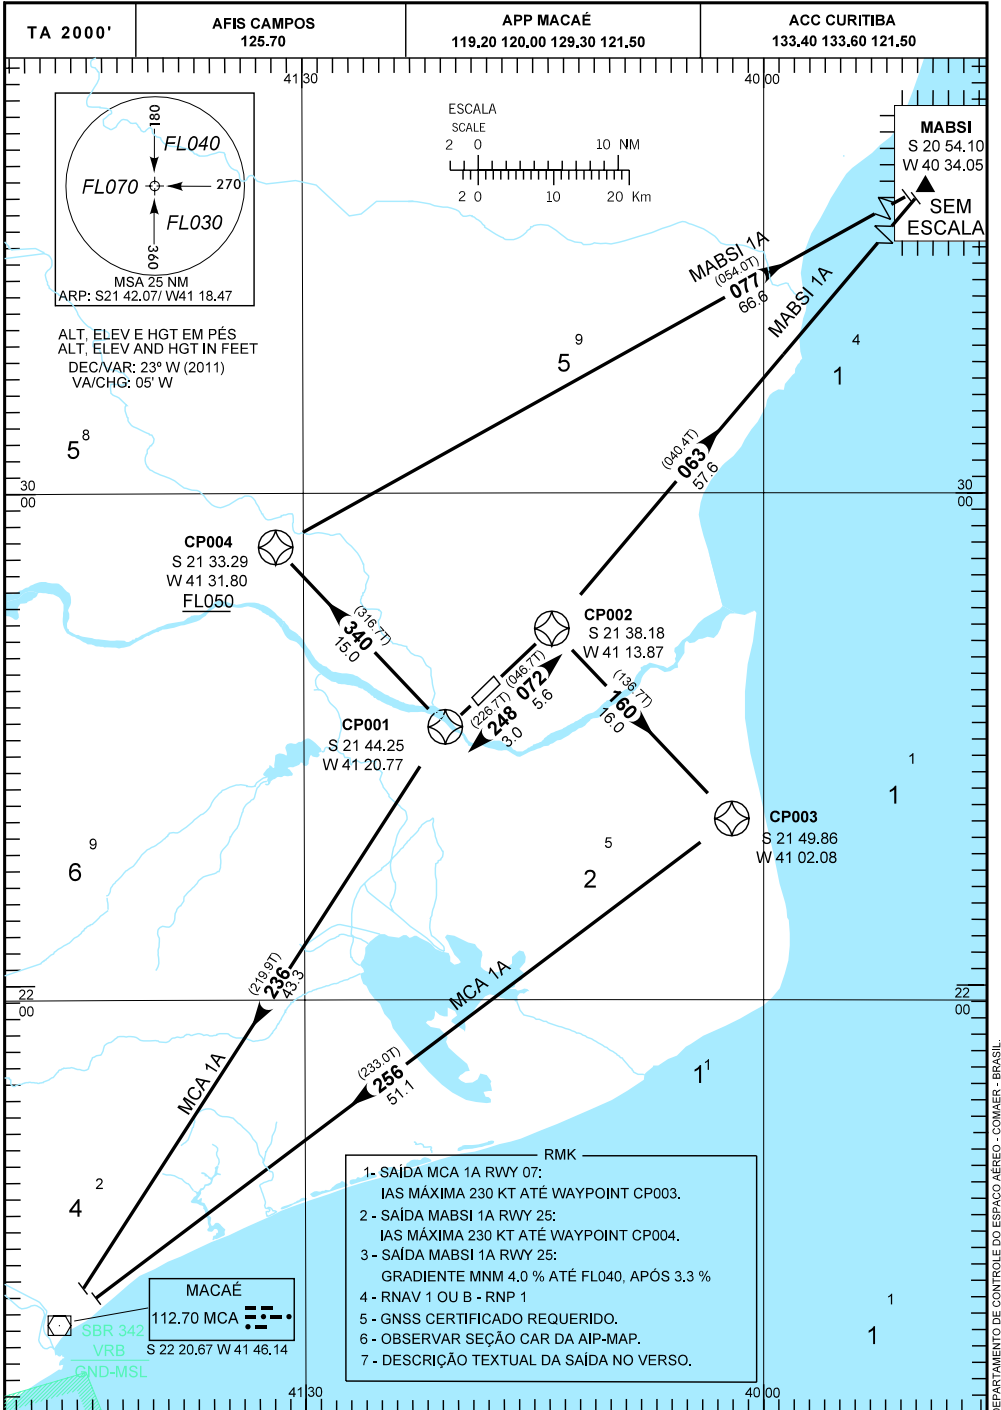 TA 2000'
AFIS CAMPOS
125.70
APP MACAÉ
119.20 120.00 129.30 121.50
ACC CURITIBA
133.40 133.60 121.50
41 30
40 00
180
FL040
FL070
270
FL030
360
MSA 25 NM
ARP: S21 42.07/ W41 18.47
ESCALA
SCALE
2 0 10 NM
2 0 10 20 Km
MABSI
S 20 54.10
W 40 34.05
SEM
ESCALA
ALT, ELEV E HGT EM PÉS
ALT, ELEV AND HGT IN FEET
DEC/VAR: 23º W (2011)
VA/CHG: 05' W
MABSI 1A
(054.0T)
077
66.6
MABSI 1A
5 9
1 4
5 8
(040.4T)
063
57.6
30
00
30
00
CP004
S 21 33.29
W 41 31.80
FL050
(316.7T)
340
15.0
CP002
S 21 38.18
W 41 13.87
(046.7T)
072
5.6
(226.7T)
248
3.0
(136.7T)
160
16.0
CP001
S 21 44.25
W 41 20.77
1 1
CP003
S 21 49.86
W 41 02.08
6 9
2 5
(219.9T)
236
43.3
MCA 1A
MCA 1A
22
00
22
00
(233.0T)
256
51.1
1 1
4 2
RMK
1- SAÍDA MCA 1A RWY 07:
IAS MÁXIMA 230 KT ATÉ WAYPOINT CP003.
2 - SAÍDA MABSI 1A RWY 25:
IAS MÁXIMA 230 KT ATÉ WAYPOINT CP004.
3 - SAÍDA MABSI 1A RWY 25:
GRADIENTE MNM 4.0 % ATÉ FL040, APÓS 3.3 %
4 - RNAV 1 OU B - RNP 1
5 - GNSS CERTIFICADO REQUERIDO.
6 - OBSERVAR SEÇÃO CAR DA AIP-MAP.
7 - DESCRIÇÃO TEXTUAL DA SAÍDA NO VERSO.
1 1
MACAÉ
112.70 MCA
S 22 20.67 W 41 46.14
SBR 342
VRB
GND-MSL
41 30
40 00
DEPARTAMENTO DE CONTROLE DO ESPAÇO AÉREO - COMAER - BRASIL.